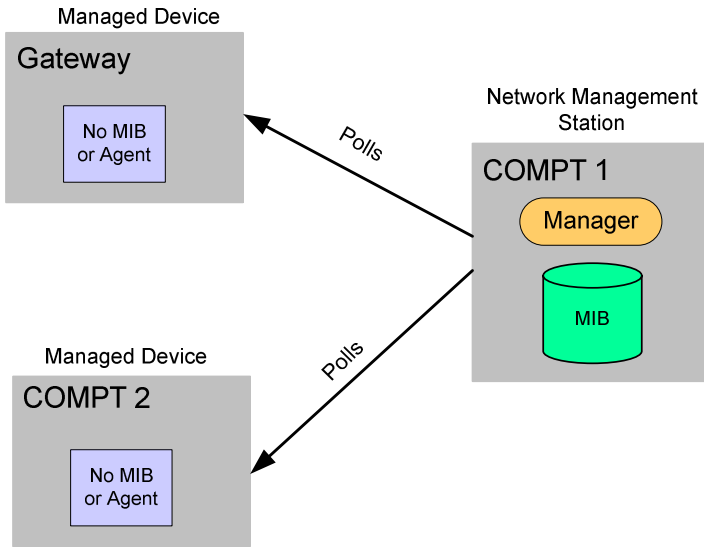 Managed Device
Gateway
No MIB
or Agent
Polls
Network Management
Station
COMPT 1
Manager
MIB
Polls
Managed Device
COMPT 2
No MIB
or Agent